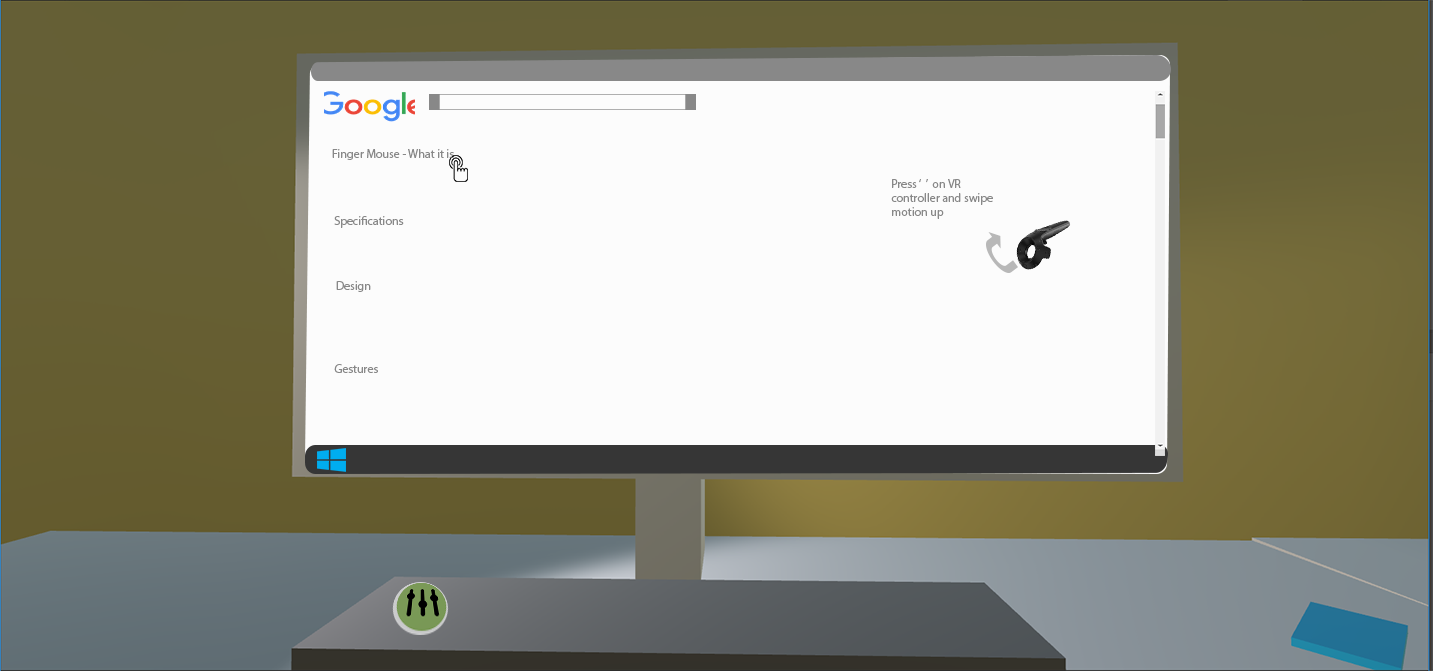 Google
Finger Mouse - What it is
Press ‘ ’ on VR
controller and swipe
motion up
Specifications
Design
Gestures